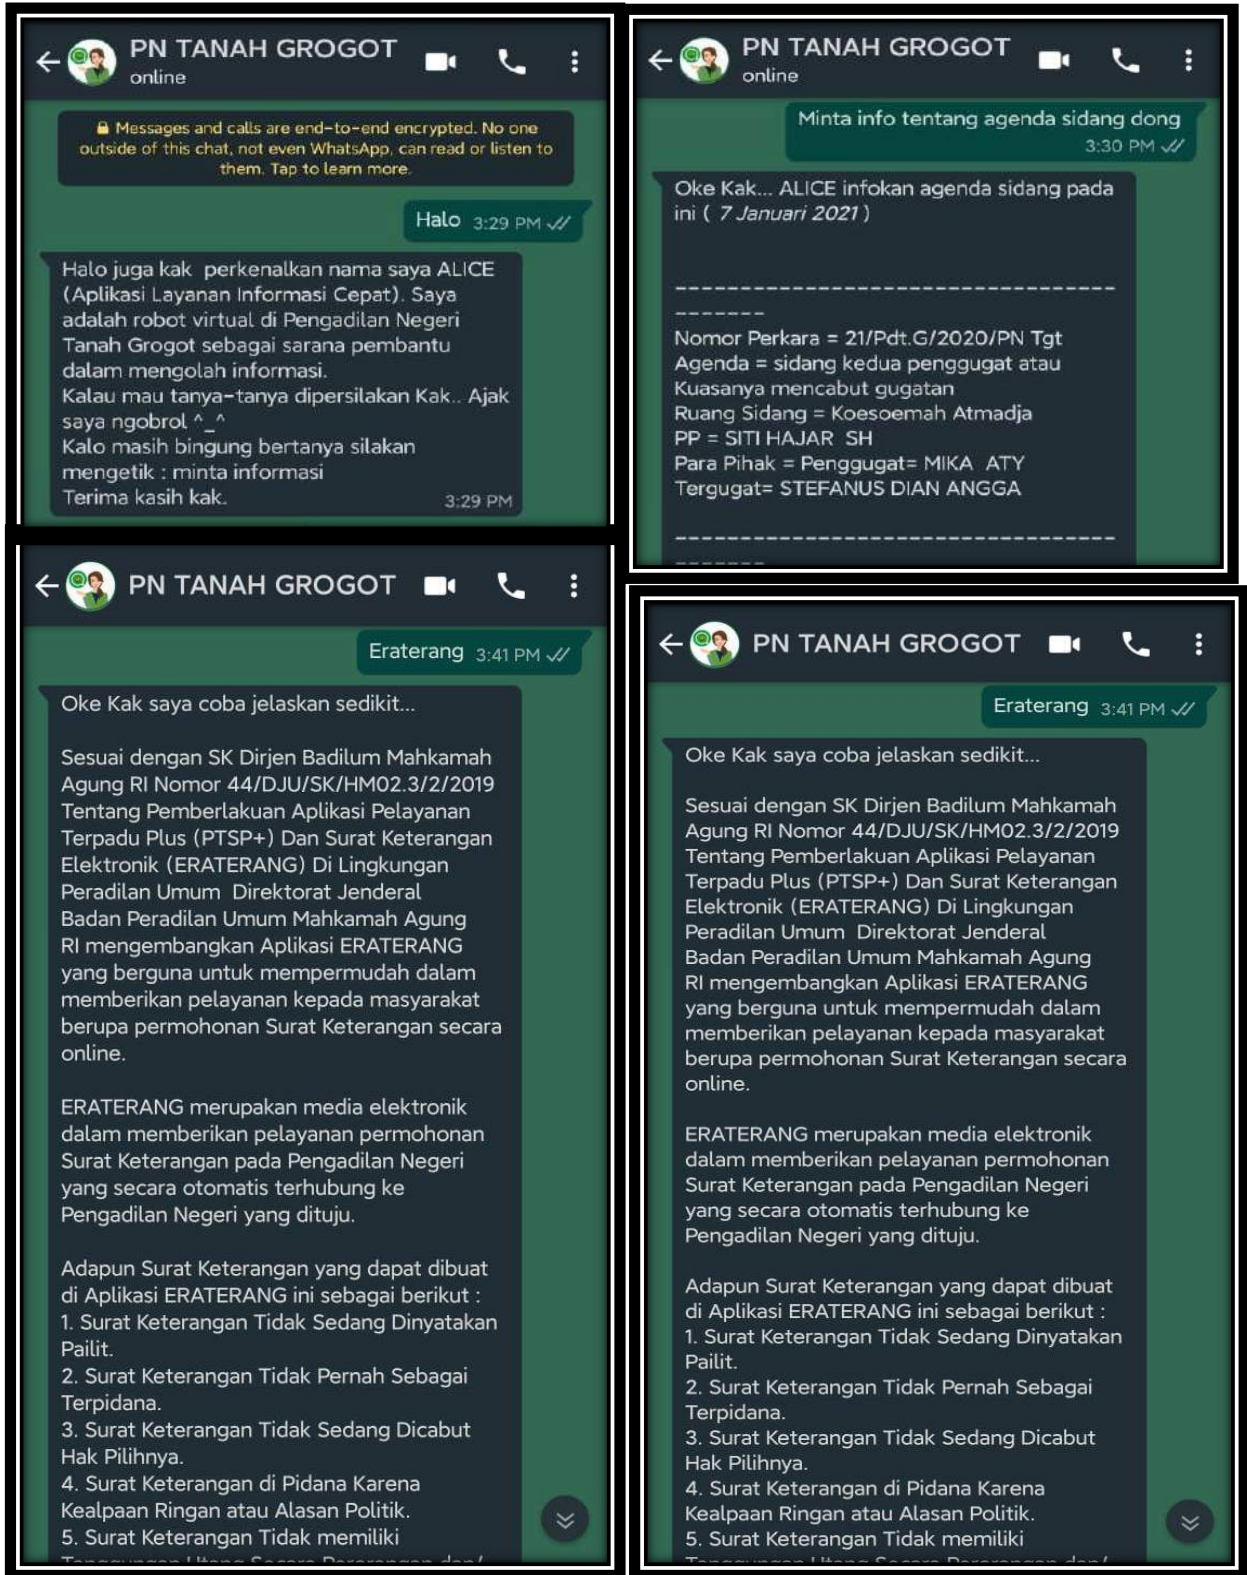 PN TANAH GROGOT
online
Messages and calls are end-to-end encrypted. No one
outside of this chat, not even WhatsApp, can read or listen to
them. Tap to learn more.
Halo 3:29 PM
Halo juga kak perkenalkan nama saya ALICE
(Aplikasi Layanan Informasi Cepat). Saya
adalah robot virtual di Pengadilan Negeri
Tanah Grogot sebagai sarana pembantu
dalam mengolah informasi.
Kalau mau tanya-tanya dipersilakan Kak.. Ajak
saya ngobrol ^_^
Kalo masih bingung bertanya silakan
mengetik : minta informasi
Terima kasih kak. 3:29 PM
PN TANAH GROGOT
online
Minta info tentang agenda sidang dong
3:30 PM
Oke Kak... ALICE infokan agenda sidang pada
ini ( 7 Januari 2021 )
----------------------------------
-------
Nomor Perkara = 21/Pdt.G/2020/PN Tgt
Agenda = sidang kedua penggugat atau
Kuasanya mencabut gugatan
Ruang Sidang = Koesoemah Atmadja
PP = SITI HAJAR SH
Para Pihak = Penggugat= MIKA ATY
Tergugat= STEFANUS DIAN ANGGA
----------------------------------
-------
PN TANAH GROGOT
Eraterang 3:41 PM
Oke Kak saya coba jelaskan sedikit...
Sesuai dengan SK Dirjen Badilum Mahkamah
Agung RI Nomor 44/DJU/SK/HM02.3/2/2019
Tentang Pemberlakuan Aplikasi Pelayanan
Terpadu Plus (PTSP+) Dan Surat Keterangan
Elektronik (ERATERANG) Di Lingkungan
Peradilan Umum Direktorat Jenderal
Badan Peradilan Umum Mahkamah Agung
RI mengembangkan Aplikasi ERATERANG
yang berguna untuk mempermudah dalam
memberikan pelayanan kepada masyarakat
berupa permohonan Surat Keterangan secara
online.
ERATERANG merupakan media elektronik
dalam memberikan pelayanan permohonan
Surat Keterangan pada Pengadilan Negeri
yang secara otomatis terhubung ke
Pengadilan Negeri yang dituju.
Adapun Surat Keterangan yang dapat dibuat
di Aplikasi ERATERANG ini sebagai berikut :
1. Surat Keterangan Tidak Sedang Dinyatakan
Pailit.
2. Surat Keterangan Tidak Pernah Sebagai
Terpidana.
3. Surat Keterangan Tidak Sedang Dicabut
Hak Pilihnya.
4. Surat Keterangan di Pidana Karena
Kealpaan Ringan atau Alasan Politik.
5. Surat Keterangan Tidak memiliki
Tanggungan Utang Secara Perorangan dan/
PN TANAH GROGOT
Eraterang 3:41 PM
Oke Kak saya coba jelaskan sedikit...
Sesuai dengan SK Dirjen Badilum Mahkamah
Agung RI Nomor 44/DJU/SK/HM02.3/2/2019
Tentang Pemberlakuan Aplikasi Pelayanan
Terpadu Plus (PTSP+) Dan Surat Keterangan
Elektronik (ERATERANG) Di Lingkungan
Peradilan Umum Direktorat Jenderal
Badan Peradilan Umum Mahkamah Agung
RI mengembangkan Aplikasi ERATERANG
yang berguna untuk mempermudah dalam
memberikan pelayanan kepada masyarakat
berupa permohonan Surat Keterangan secara
online.
ERATERANG merupakan media elektronik
dalam memberikan pelayanan permohonan
Surat Keterangan pada Pengadilan Negeri
yang secara otomatis terhubung ke
Pengadilan Negeri yang dituju.
Adapun Surat Keterangan yang dapat dibuat
di Aplikasi ERATERANG ini sebagai berikut :
1. Surat Keterangan Tidak Sedang Dinyatakan
Pailit.
2. Surat Keterangan Tidak Pernah Sebagai
Terpidana.
3. Surat Keterangan Tidak Sedang Dicabut
Hak Pilihnya.
4. Surat Keterangan di Pidana Karena
Kealpaan Ringan atau Alasan Politik.
5. Surat Keterangan Tidak memiliki
Tanggungan Utang Secara Perorangan dan/